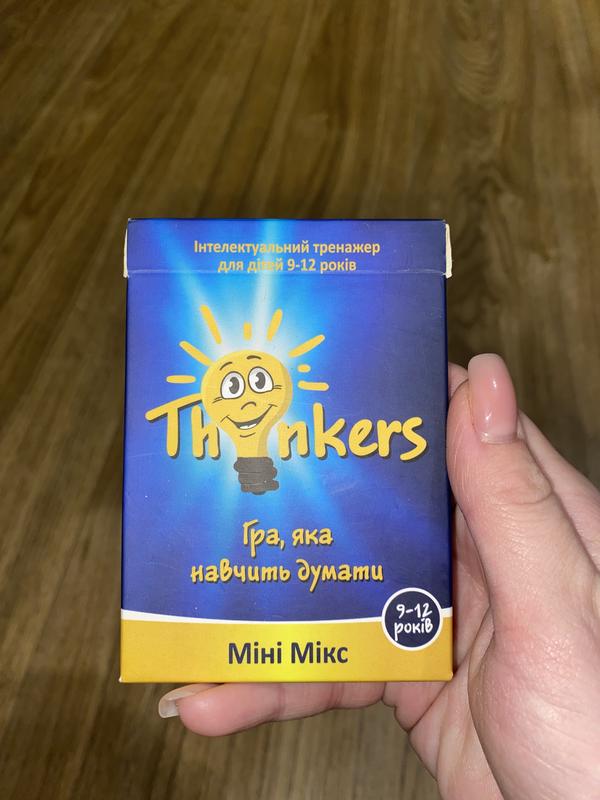 Інтелектуальний тренажер
для дітей 9-12 років
Thinkers
Гра, яка
навчить думати
9-12
років
Міні Мікс